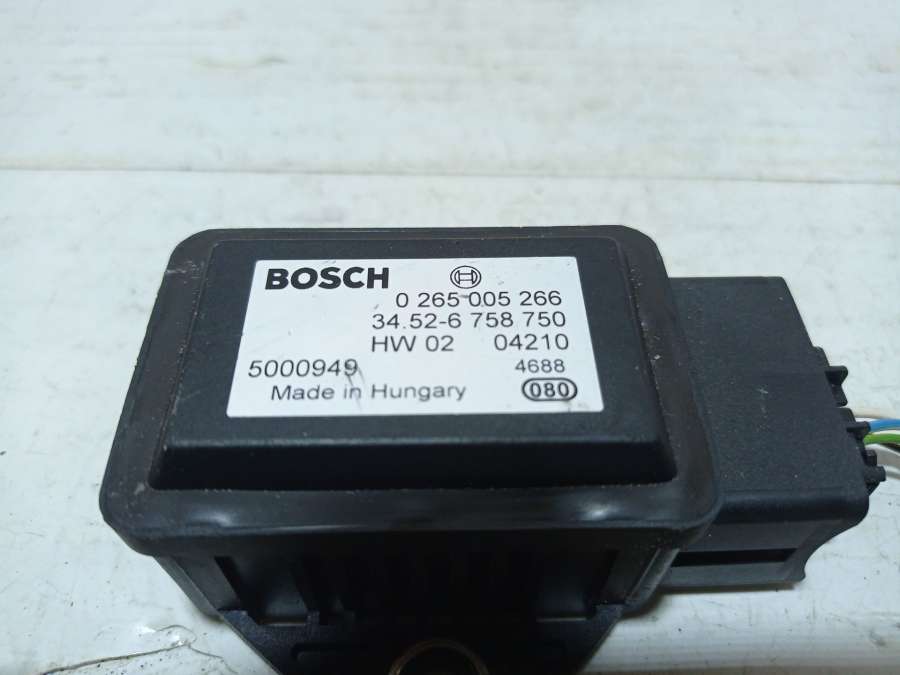 BOSCH
0 265 005 266
34.52-6 758 750
HW 02 04210
5000949 4688
Made in Hungary 080